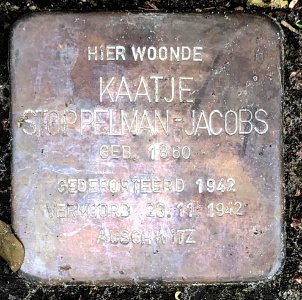 HIER WOONDE
KAATJE
STOPPELMAN-JACOBS
GEB. 1860
GEDEPORTEERD 1942
VERMOORD 23-11-1942
AUSCHWITZ